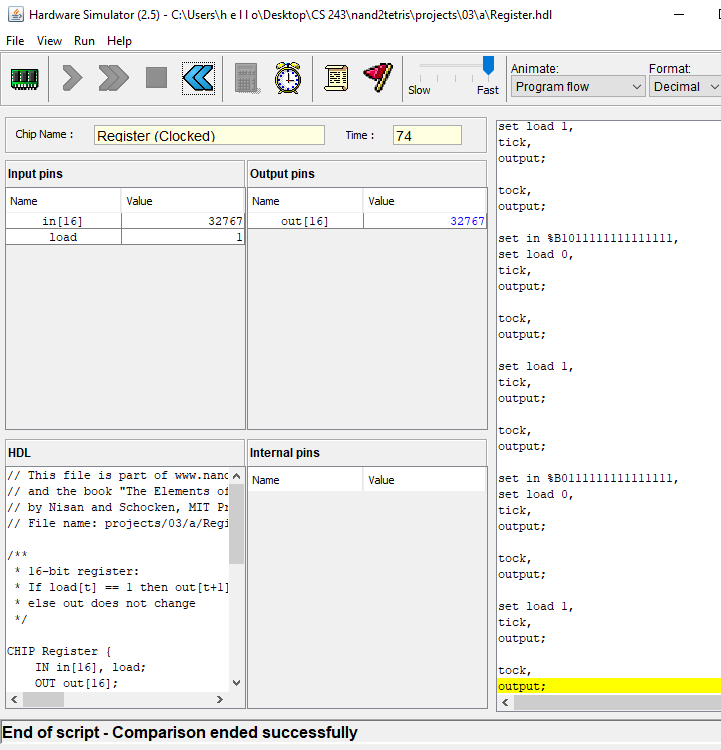 Hardware Simulator (2.5) - C:\Users\h e l l o\Desktop\CS 243\nand2tetris\projects\03\a\Register.hdl
File View Run Help
Slow Fast
Animate:
Program flow
Format:
Decimal
Chip Name : Register (Clocked) Time : 74
Input pins
Name Value
in[16] 32767
load 1
Output pins
Name Value
out[16] 32767
HDL
// This file is part of www.nand
// and the book "The Elements of
// by Nisan and Schocken, MIT Pr
// File name: projects/03/a/Regi
/**
* 16-bit register:
* If load[t] == 1 then out[t+1]
* else out does not change
*/
CHIP Register {
IN in[16], load;
OUT out[16];
Internal pins
Name Value
set load 1,
tick,
output;
tock,
output;
set in %B1011111111111111,
set load 0,
tick,
output;
tock,
output;
set load 1,
tick,
output;
tock,
output;
set in %B0111111111111111,
set load 0,
tick,
output;
tock,
output;
set load 1,
tick,
output;
tock,
output;
End of script - Comparison ended successfully